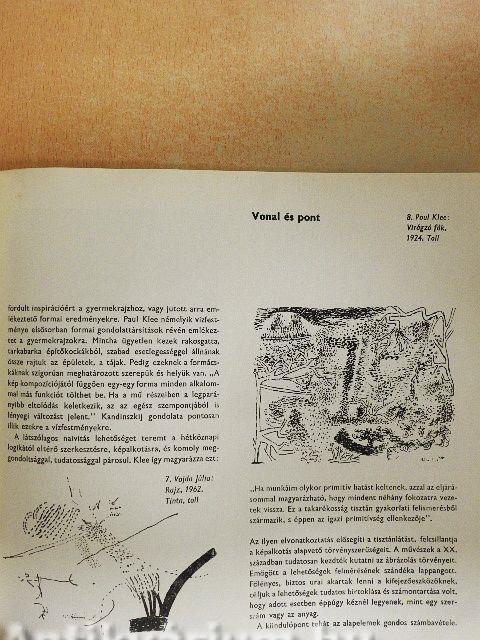 fordult inspirációért a gyermekrajzhoz, vagy jutott arra em-
lékeztető formai eredményekre. Paul Klee némelyik vízfest-
ménye elsősorban formai gondolattársítások révén emlékez-
tet a gyermekrajzokra. Mintha ügyetlen kezek rakosgatta,
tarkabarka építőkockákból, szabad esetlegességgel állnának
össze rajtuk az épületek, a tájak. Pedig ezeknek a formács-
káknak szigorúan meghatározott szerepük és helyük van. „A
kép kompozíciójától függően egy-egy forma minden alkalom-
mal más funkciót tölthet be. Ha a mű részeiben a legpará-
nyibb eltolódás keletkezik, az az egész szempontjából is
lényegi változást jelent." Kandinszkij gondolata pontosan
illik ezekre a vízfestményekre.
A látszólagos naivitás lehetőséget teremt a hétköznapi
logikától eltérő szerkesztésre, képalkotásra, és komoly meg-
gondoltsággal, tudatossággal párosul. Klee így magyarázza ezt:
7. Vajda Júlia:
Rajz, 1962.
Tinta, toll
Vonal és pont
8. Paul Klee:
Virágzó fák,
1924. Toll
„Ha munkáim olykor primitív hatást keltenek, azzal az eljárá-
sommal magyarázható, hogy mindent néhány fokozatra veze-
tek vissza. Ez a takarékosság tisztán gyakorlati felismerésből
származik, s éppen az igazi primitívség ellenkezője".
Az ilyen elvonatkoztatás elősegíti a tisztánlátást, felcsillantja
a képalkotás alapvető törvényszerűségeit. A művészek a XX.
században tudatosan kezdték kutatni az ábrázolás törvényeit.
Emögött a lehetőségek felmérésének szándéka lappangott.
Fölényes, biztos urai akartak lenni a kifejezőeszközöknek,
céljuk a lehetőségek tudatos birtoklása és számontartása volt,
hogy adott esetben éppúgy kéznél legyenek, mint egy szer-
szám vagy az anyag.
A kiindulópont tehát az alapelemek gondos számbavétele.